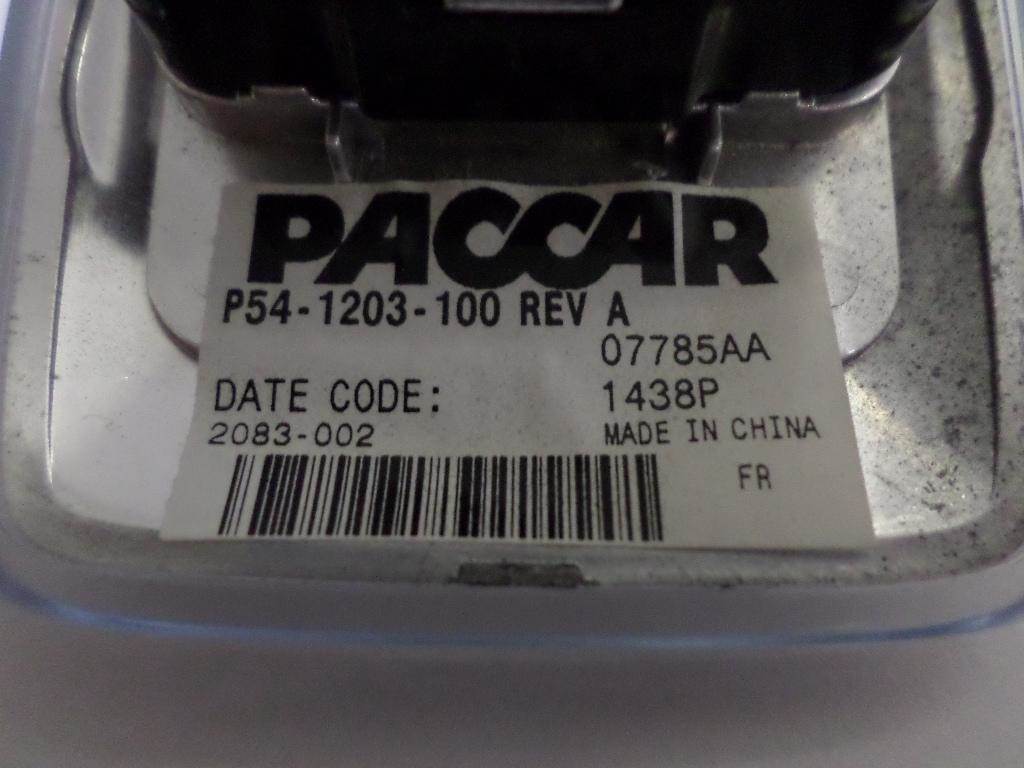 PACCAR
P54-1203-100 REV A
07785AA
DATE CODE: 1438P
2083-002 MADE IN CHINA
FR